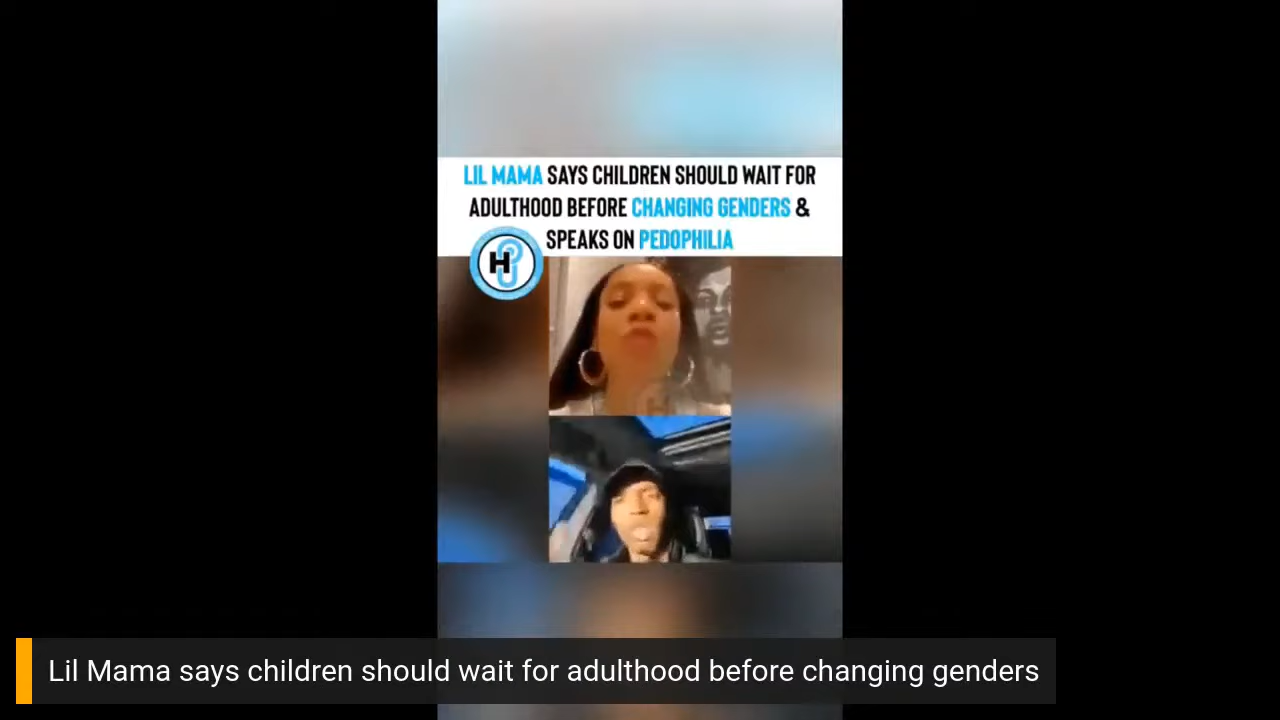 LIL MAMA SAYS CHILDREN SHOULD WAIT FOR
ADULTHOOD BEFORE CHANGING GENDERS &
SPEAKS ON PEDOPHILIA
H
Lil Mama says children should wait for adulthood before changing genders